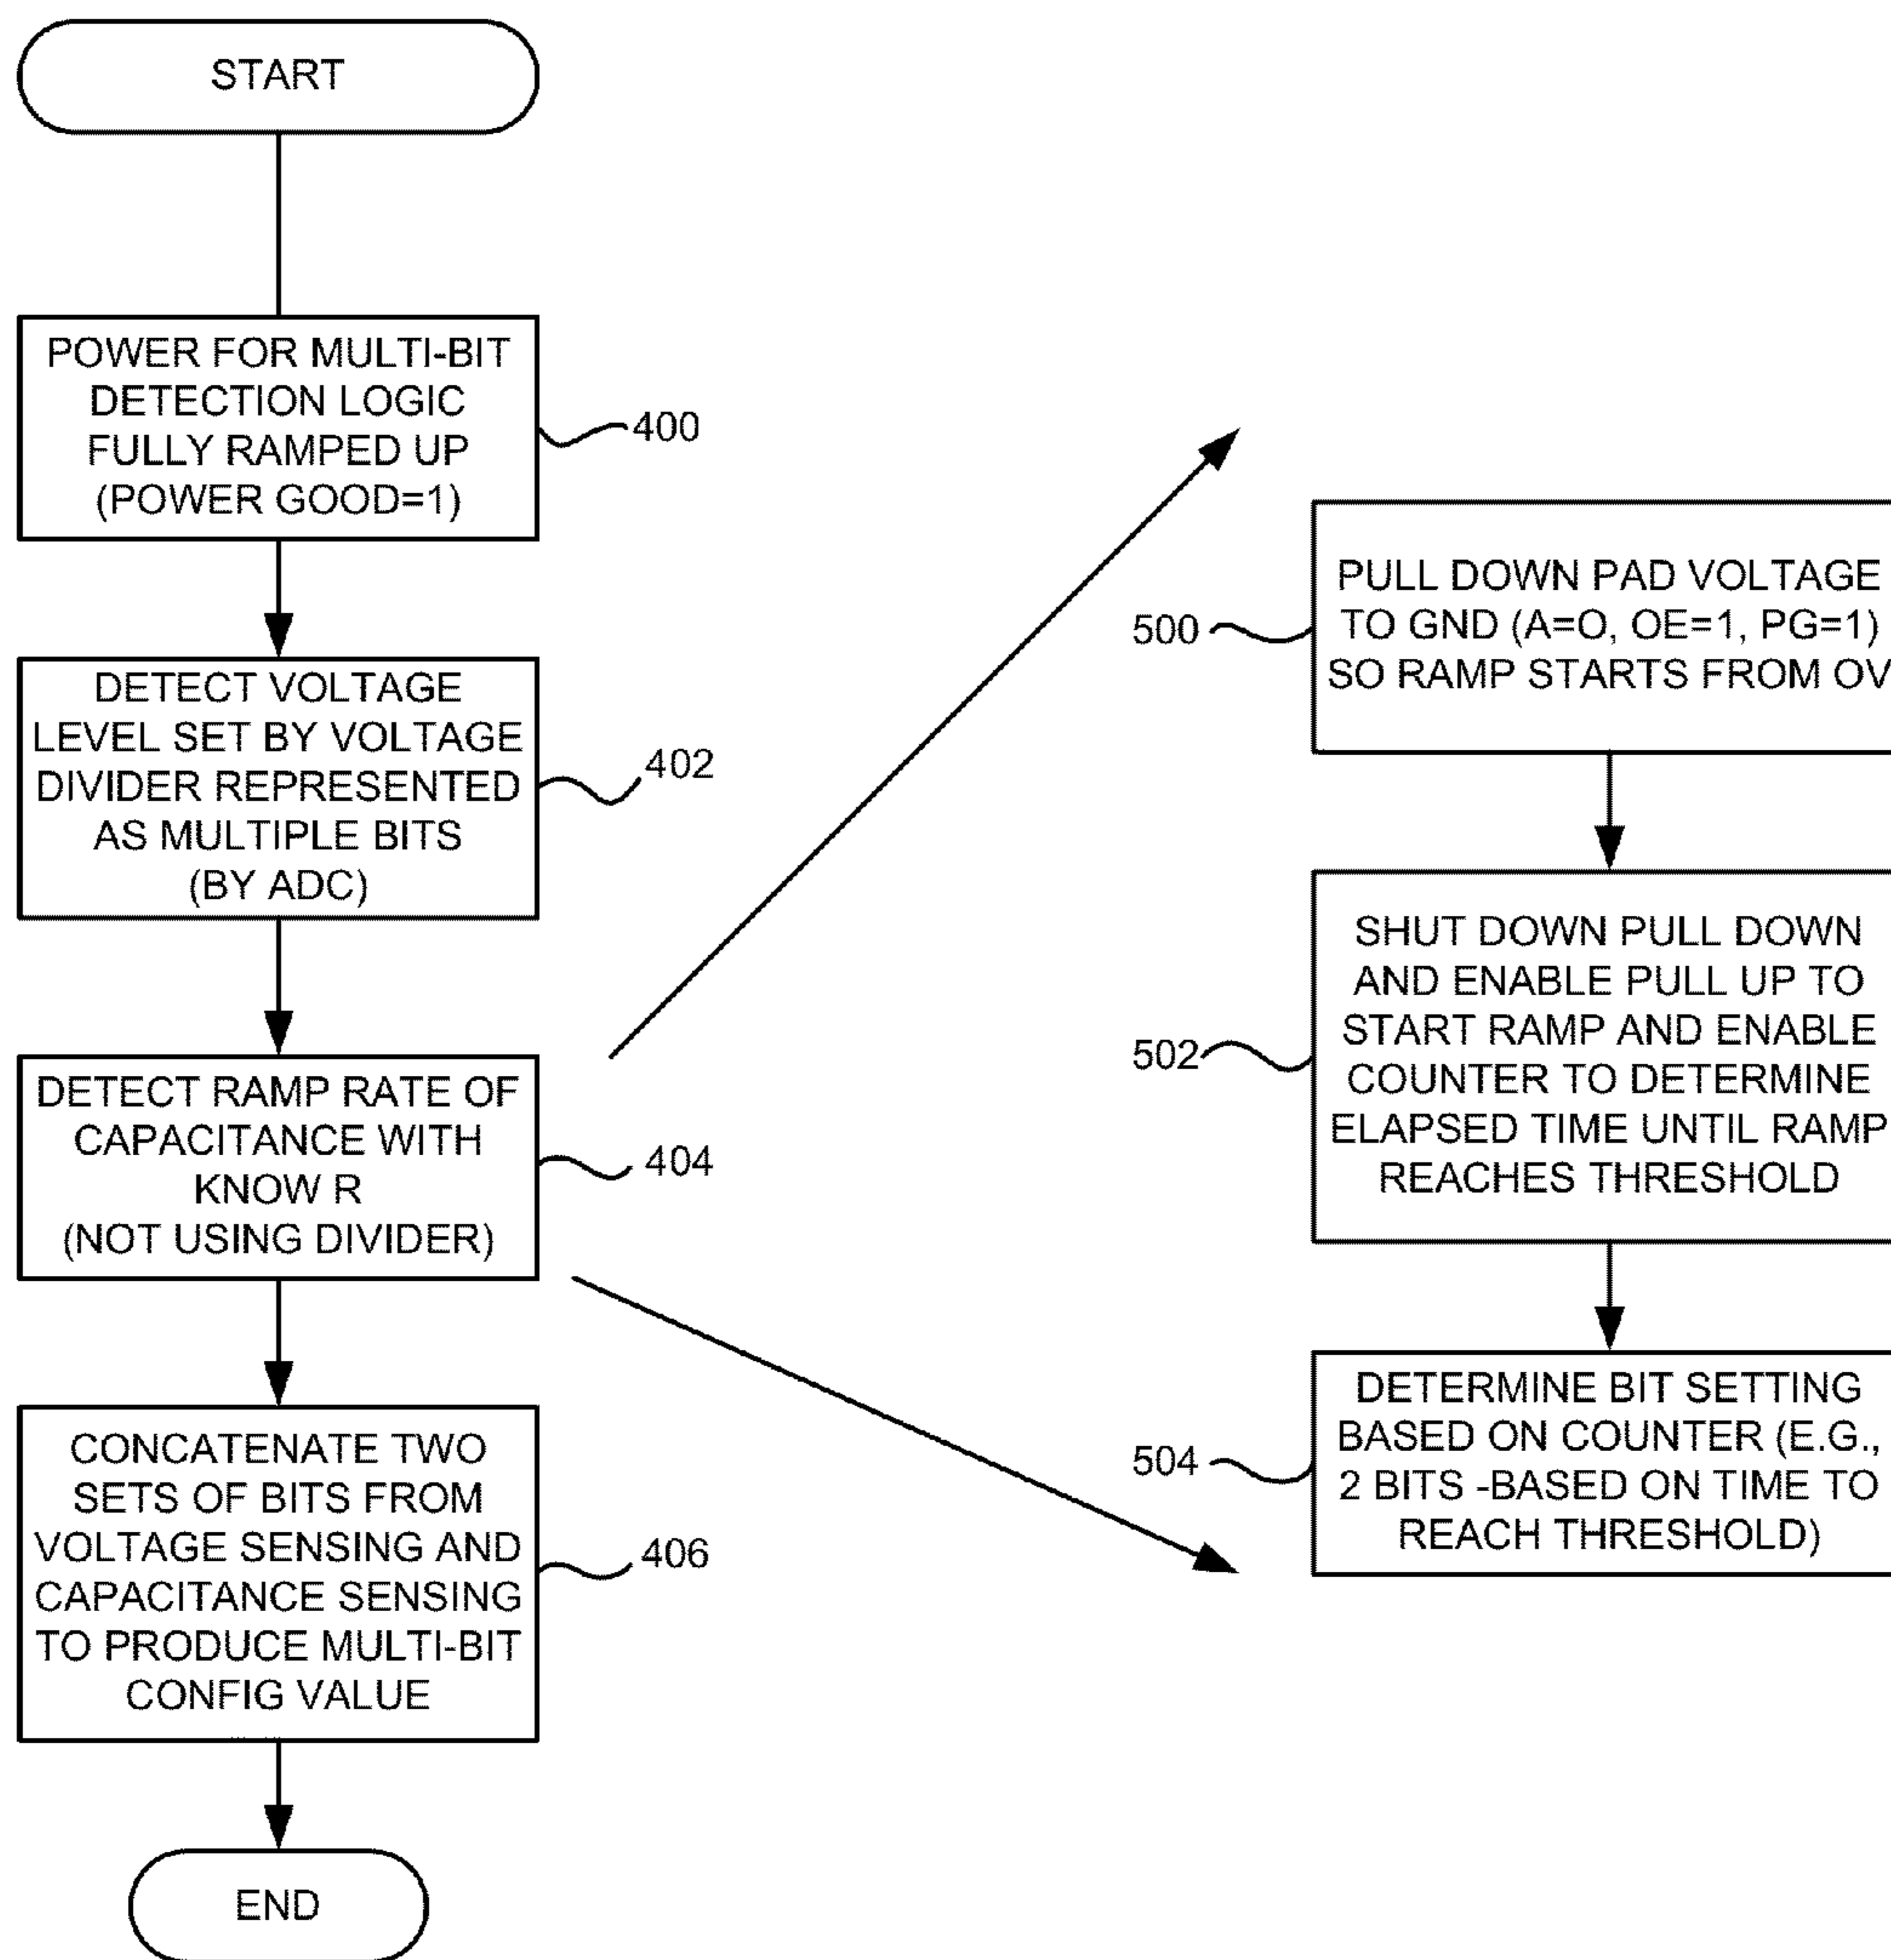 START
POWER FOR MULTI-BIT
DETECTION LOGIC
FULLY RAMPED UP
(POWER GOOD=1)
400
DETECT VOLTAGE
LEVEL SET BY VOLTAGE
DIVIDER REPRESENTED
AS MULTIPLE BITS
(BY ADC)
402
DETECT RAMP RATE OF
CAPACITANCE WITH
KNOW R
(NOT USING DIVIDER)
404
CONCATENATE TWO
SETS OF BITS FROM
VOLTAGE SENSING AND
CAPACITANCE SENSING
TO PRODUCE MULTI-BIT
CONFIG VALUE
406
END
PULL DOWN PAD VOLTAGE
TO GND (A=O, OE=1, PG=1)
SO RAMP STARTS FROM OV
500
SHUT DOWN PULL DOWN
AND ENABLE PULL UP TO
START RAMP AND ENABLE
COUNTER TO DETERMINE
ELAPSED TIME UNTIL RAMP
REACHES THRESHOLD
502
DETERMINE BIT SETTING
BASED ON COUNTER (E.G.,
2 BITS -BASED ON TIME TO
REACH THRESHOLD)
504